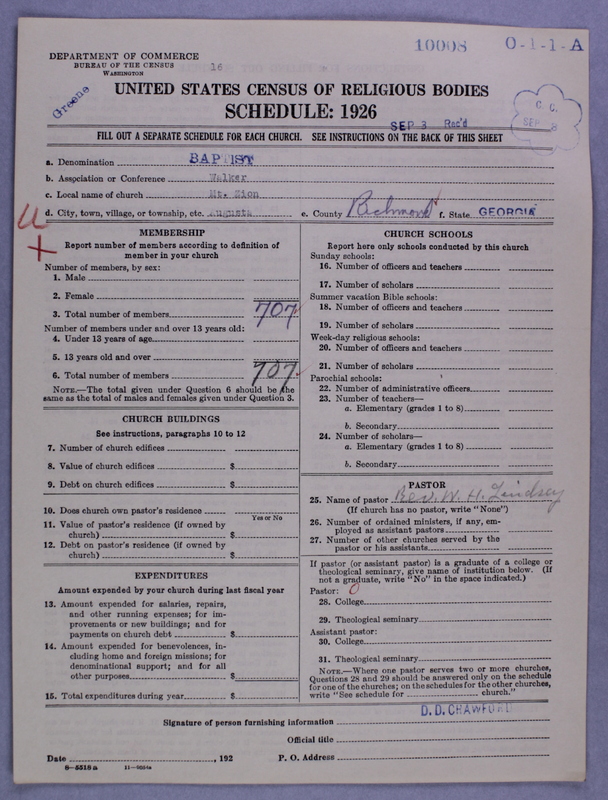 10008 O-1-1-A
DEPARTMENT OF COMMERCE
BUREAU OF THE CENSUS
WASHINGTON
16
Greene
UNITED STATES CENSUS OF RELIGIOUS BODIES
SCHEDULE: 1926
C. C.
SEP 8
SEP 3 Rec'd
FILL OUT A SEPARATE SCHEDULE FOR EACH CHURCH. SEE INSTRUCTIONS ON THE BACK OF THIS SHEET
a. Denomination BAPTIST
b. Association or Conference Walker
c. Local name of church Mt. Zion
d. City, town, village, or township, etc. Augusta e. County Richmond f. State GEORGIA
U
+
MEMBERSHIP
Report number of members according to definition of
member in your church
Number of members, by sex:
1. Male
2. Female
3. Total number of members 707
Number of members under and over 13 years old:
4. Under 13 years of age
5. 13 years old and over
6. Total number of members 707
NOTE.—The total given under Question 6 should be the
same as the total of males and females given under Question 3.
CHURCH BUILDINGS
See instructions, paragraphs 10 to 12
7. Number of church edifices
8. Value of church edifices $
9. Debt on church edifices $
10. Does church own pastor's residence
Yes or No
11. Value of pastor's residence (if owned by
church) $
12. Debt on pastor's residence (if owned by
church) $
EXPENDITURES
Amount expended by your church during last fiscal year
13. Amount expended for salaries, repairs,
and other running expenses; for im-
provements or new buildings; and for
payments on church debt $
14. Amount expended for benevolences, in-
cluding home and foreign missions; for
denominational support; and for all
other purposes $
15. Total expenditures during year $
CHURCH SCHOOLS
Report here only schools conducted by this church
Sunday schools:
16. Number of officers and teachers
17. Number of scholars
Summer vacation Bible schools:
18. Number of officers and teachers
19. Number of scholars
Week-day religious schools:
20. Number of officers and teachers
21. Number of scholars
Parochial schools:
22. Number of administrative officers
23. Number of teachers—
a. Elementary (grades 1 to 8)
b. Secondary
24. Number of scholars—
a. Elementary (grades 1 to 8)
b. Secondary
PASTOR
25. Name of pastor Rev. W. H. Lindsey
(If church has no pastor, write "None")
26. Number of ordained ministers, if any, em-
ployed as assistant pastors
27. Number of other churches served by the
pastor or his assistants
If pastor (or assistant pastor) is a graduate of a college or
theological seminary, give name of institution below. (If
not a graduate, write "No" in the space indicated.)
Pastor: 0
28. College
29. Theological seminary
Assistant pastor:
30. College
31. Theological seminary
NOTE.—Where one pastor serves two or more churches,
Questions 28 and 29 should be answered only on the schedule
for one of the churches; on the schedules for the other churches,
write "See schedule for church."
D. D. CRAWFORD
Signature of person furnishing information
Official title
Date , 192 P. O. Address
8—5518a